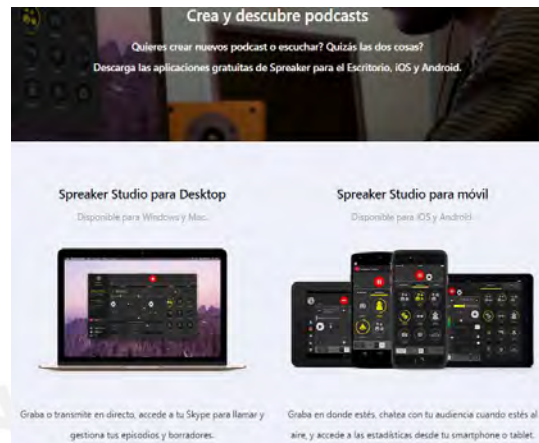 Crea y descubre podcasts
Quieres crear nuevos podcast o escuchar? Quizás las dos cosas?
Descarga las aplicaciones gratuitas de Spreaker para el Escritorio, iOS y Android.
Spreaker Studio para Desktop
Disponible para Windows y Mac.
Spreaker Studio para móvil
Disponible para iOS y Android
Graba o transmite en directo, accede a tu Skype para llamar y
gestiona tus episodios y borradores.
Graba en donde estés, chatea con tu audiencia cuando estés al
aire, y accede a las estadísticas desde tu smartphone o tablet.